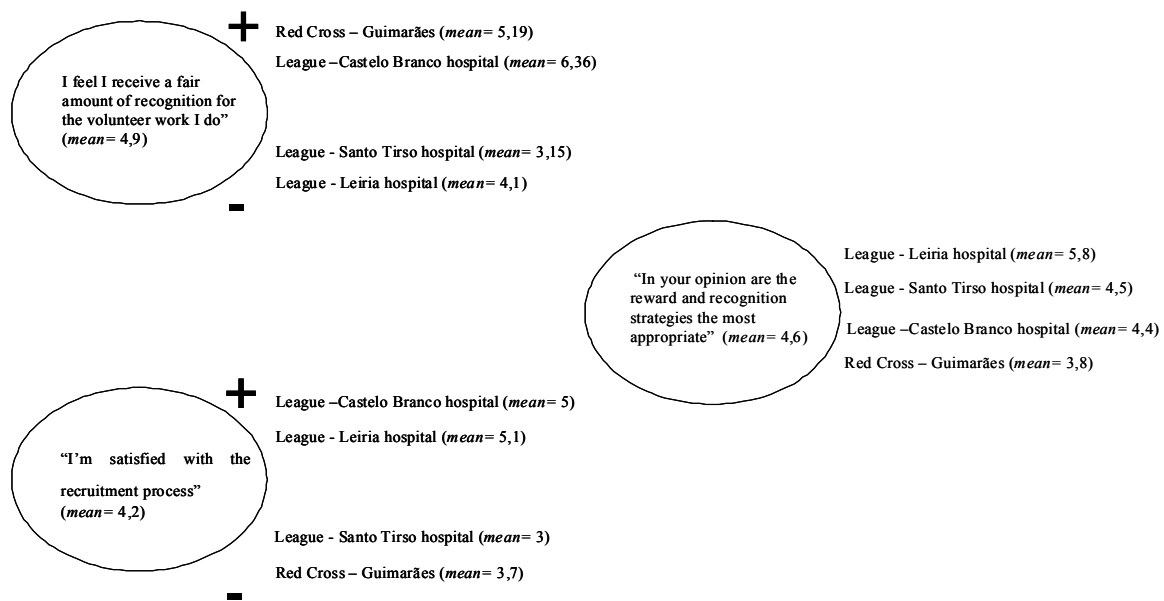 +
Red Cross – Guimarães (mean= 5,19)
League –Castelo Branco hospital (mean= 6,36)
I feel I receive a fair
amount of recognition for
the volunteer work I do”
(mean= 4,9)
League - Santo Tirso hospital (mean= 3,15)
League - Leiria hospital (mean= 4,1)
-
“In your opinion are the
reward and recognition
strategies the most
appropriate” (mean= 4,6)
League - Leiria hospital (mean= 5,8)
League - Santo Tirso hospital (mean= 4,5)
League –Castelo Branco hospital (mean= 4,4)
Red Cross – Guimarães (mean= 3,8)
+
League –Castelo Branco hospital (mean= 5)
League - Leiria hospital (mean= 5,1)
“I’m satisfied with the
recruitment process”
(mean= 4,2)
League - Santo Tirso hospital (mean= 3)
Red Cross – Guimarães (mean= 3,7)
-